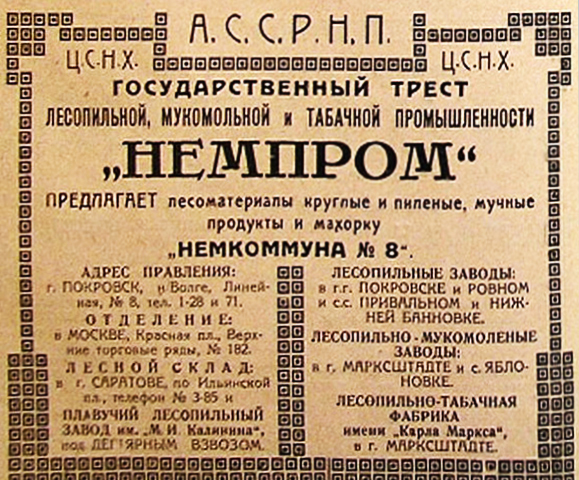 А.С.С.Р.Н.П.
Ц.С.Н.Х. Ц.С.Н.Х.
ГОСУДАРСТВЕННЫЙ ТРЕСТ
ЛЕСОПИЛЬНОЙ, МУКОМОЛЬНОЙ и ТАБАЧНОЙ ПРОМЫШЛЕННОСТИ
„НЕМПРОМ“
ПРЕДЛАГАЕТ лесоматериалы круглые и пиленые, мучные
продукты и махорку
„НЕМКОММУНА № 8“.
АДРЕС ПРАВЛЕНИЯ:
г. ПОКРОВСК, н/Волге, Линей-
ная, № 8, тел. 1-28 и 71.
ОТДЕЛЕНИЕ:
в МОСКВЕ, Красная пл., Верх-
ние торговые ряды, № 182.
ЛЕСНОЙ СКЛАД:
в г. САРАТОВЕ, по Ильинской
пл., телефон № 3-85 и
ПЛАВУЧИЙ ЛЕСОПИЛЬНЫЙ
ЗАВОД им. „М. И. Калинина“,
под ДЕГТЯРНЫМ ВЗВОЗОМ.
ЛЕСОПИЛЬНЫЕ ЗАВОДЫ:
в г.г. ПОКРОВСКЕ и РОВНОМ
и с.с. ПРИВАЛЬНОМ и НИЖ-
НЕЙ БАННОВКЕ.
ЛЕСОПИЛЬНО-МУКОМОЛЕНЫЕ
ЗАВОДЫ:
в г. МАРКСШТАДТЕ и с. ЯБЛО-
НОВКЕ.
ЛЕСОПИЛЬНО-ТАБАЧНАЯ
ФАБРИКА
имени „Карла Маркса“,
в г. МАРКСШТАДТЕ.